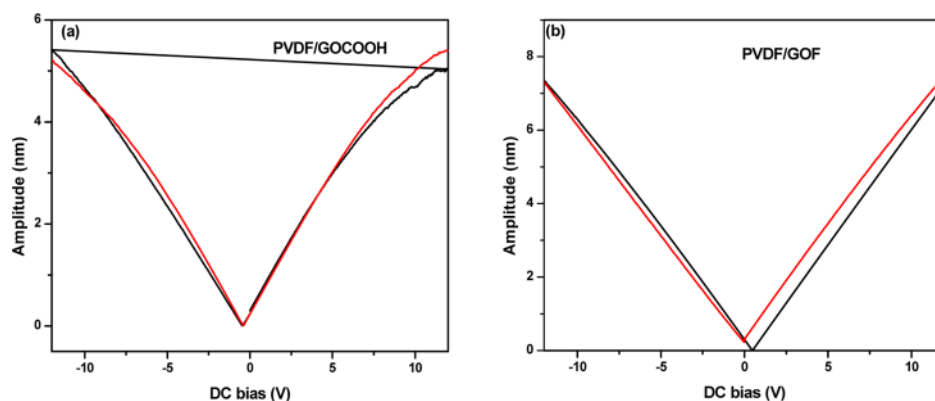 (a)
PVDF/GOCOOH
6
4
2
0
Amplitude (nm)
-10
-5
0
5
10
DC bias (V)
(b)
PVDF/GOF
8
6
4
2
0
Amplitude (nm)
-10
-5
0
5
10
DC bias (V)